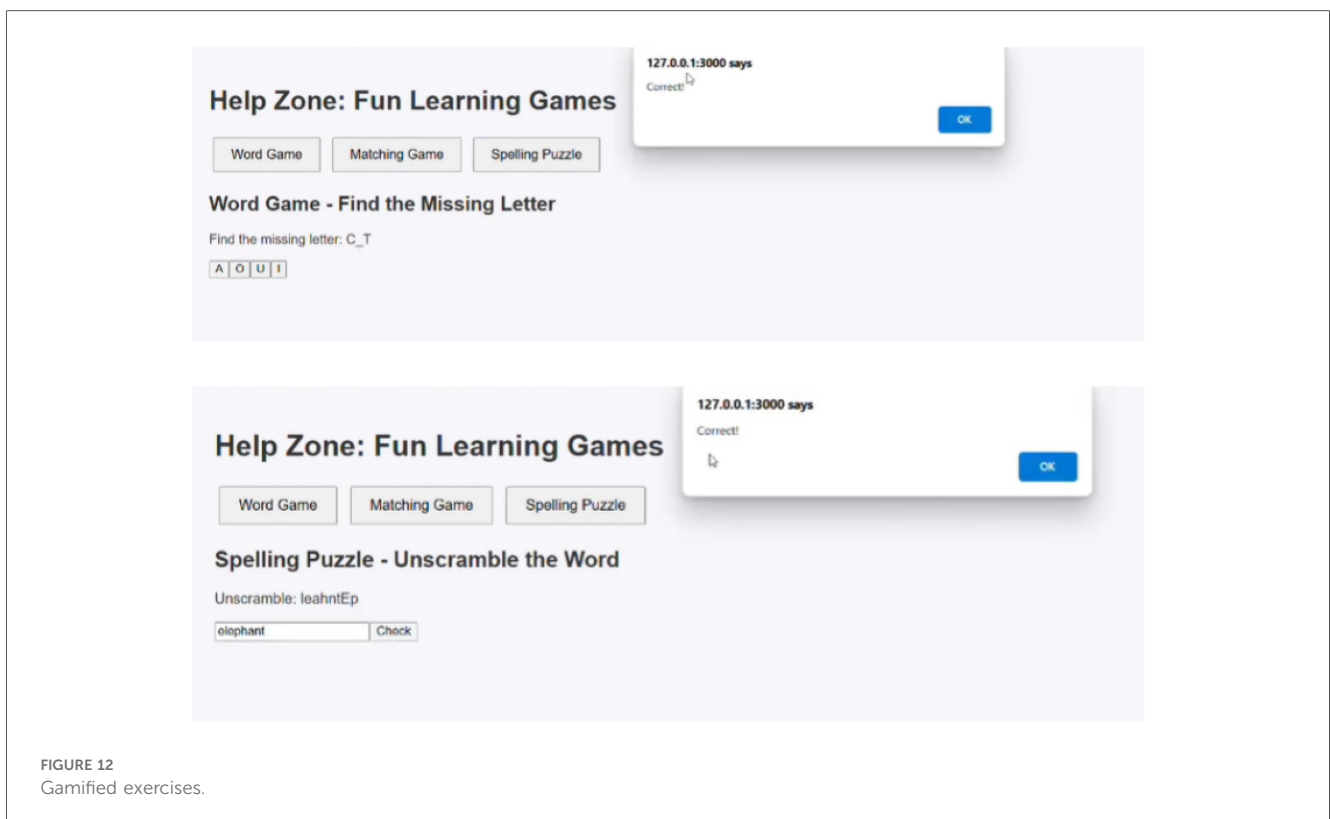 127.0.0.1:3000 says
Correct!
OK
Help Zone: Fun Learning Games
Word Game Matching Game Spelling Puzzle
Word Game - Find the Missing Letter
Find the missing letter: C_T
A O U I
127.0.0.1:3000 says
Correct!
OK
Help Zone: Fun Learning Games
Word Game Matching Game Spelling Puzzle
Spelling Puzzle - Unscramble the Word
Unscramble: leahntEp
elephant Check
FIGURE 12
Gamified exercises.